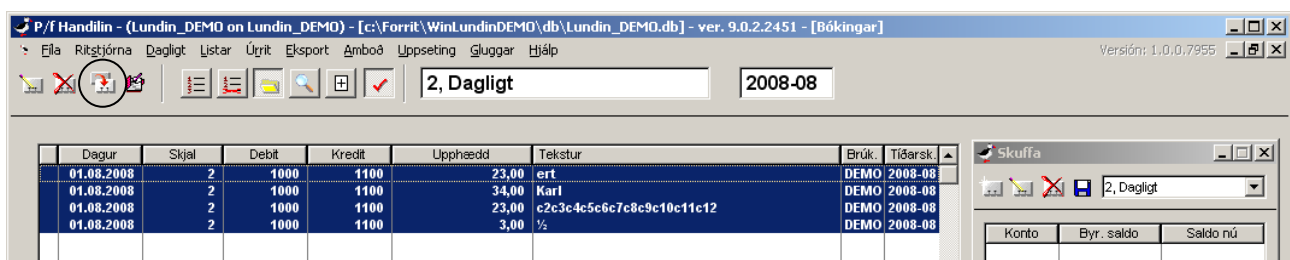 P/f Handilin - (Lundin_DEMO on Lundin_DEMO) - [c:\Forrit\WinLundinDEMO\db\Lundin_DEMO.db] - ver. 9.0.2.2451 - [Bókingar]
Fíla Ritstjórna Dagligt Listar Úrrit Eksport Amboð Uppseting Gluggar Hjálp Versión: 1.0.0.7955
2, Dagligt 2008-08
Dagur Skjal Debit Kredit Upphædd Tekstur Brúk. Tíðarsk.
01.08.2008 2 1000 1100 23,00 ert DEMO 2008-08
01.08.2008 2 1000 1100 34,00 Karl DEMO 2008-08
01.08.2008 2 1000 1100 23,00 c2c3c4c5c6c7c8c9c10c11c12 DEMO 2008-08
01.08.2008 2 1000 1100 3,00 ½ DEMO 2008-08
Skuffa
2, Dagligt
Konto Byr. saldo Saldo nú